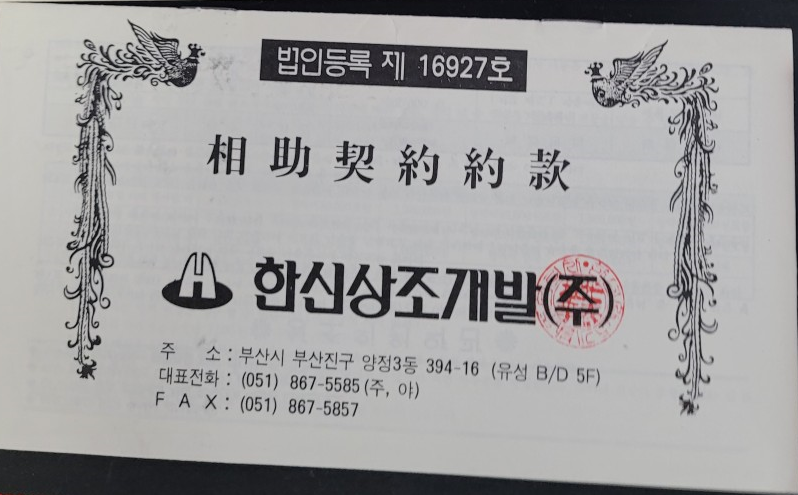 법인등록 제 16927호
相助契約約款
한신상조개발(주)
주 소 : 부산시 부산진구 양정3동 394-16 (유성 B/D 5F)
대표전화 : (051) 867-5585 (주, 야)
F A X : (051) 867-5857